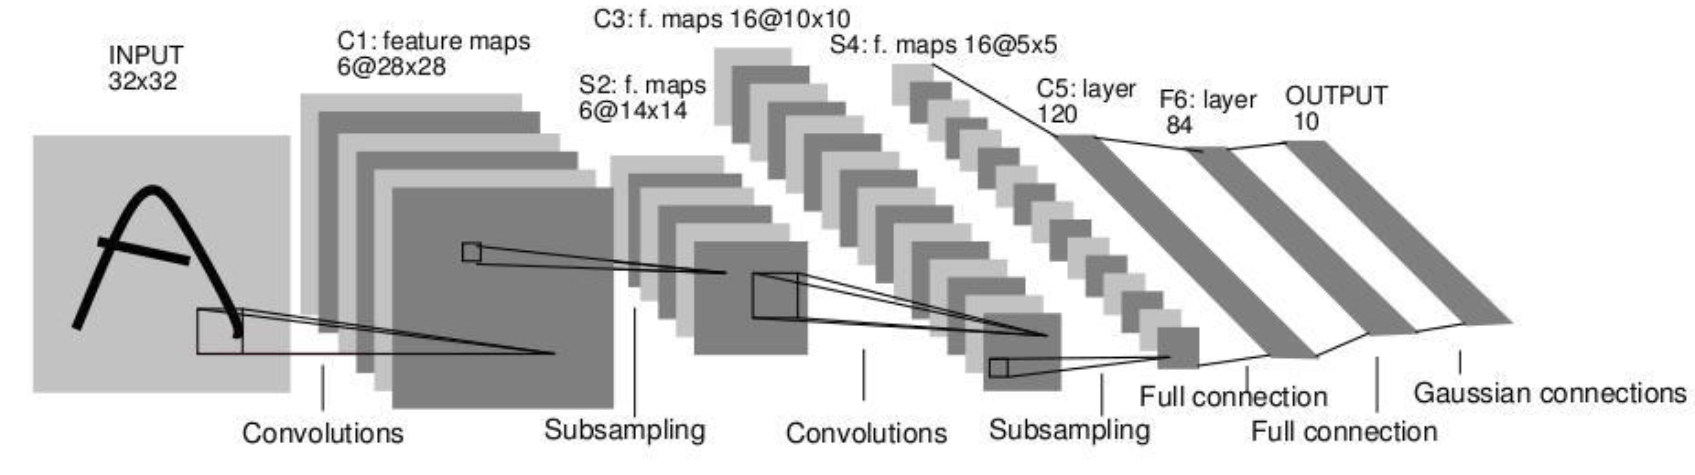 INPUT
32x32
C1: feature maps
6@28x28
S2: f. maps
6@14x14
C3: f. maps 16@10x10
S4: f. maps 16@5x5
C5: layer
120
F6: layer
84
OUTPUT
10
Convolutions
Subsampling
Convolutions
Subsampling
Full connection
Full connection
Gaussian connections